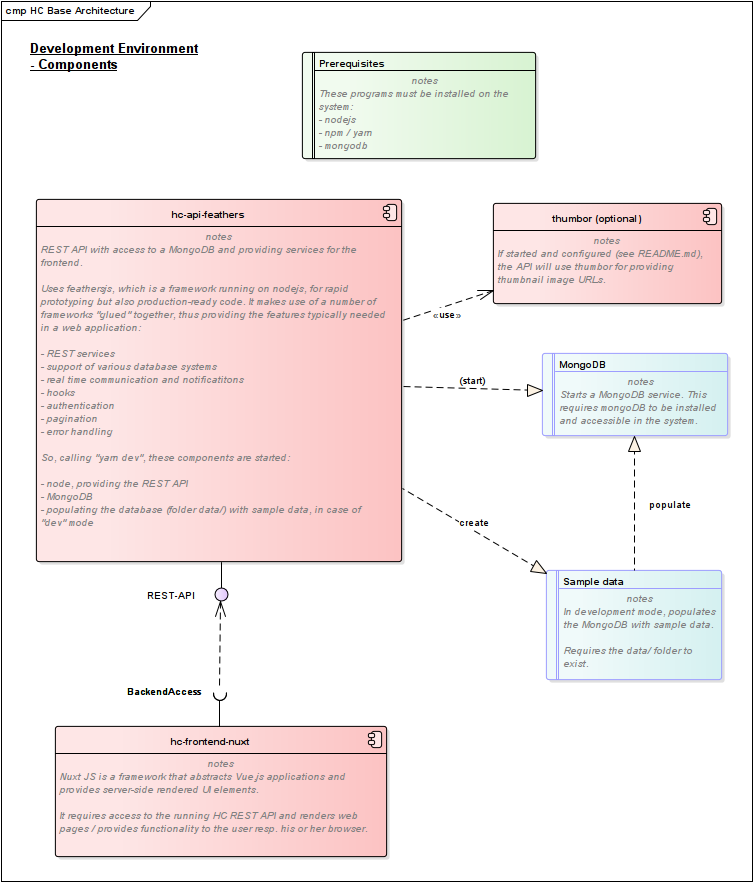 cmp HC Base Architecture
Development Environment
- Components
Prerequisites
notes
These programs must be installed on the
system:
- nodejs
- npm / yarn
- mongodb
hc-api-feathers
notes
REST API with access to a MongoDB and providing services for the
frontend.
Uses feathersjs, which is a framework running on nodejs, for rapid
prototyping but also production-ready code. It makes use of a number of
frameworks "glued" together, thus providing the features typically needed
in a web application:
- REST services
- support of various database systems
- real time communication and notifications
- hooks
- authentication
- pagination
- error handling
So, calling "yarn dev", these components are started:
- node, providing the REST API
- MongoDB
- populating the database (folder data/) with sample data, in case of
"dev" mode
thumbor (optional)
notes
If started and configured (see README.md),
the API will use thumbor for providing
thumbnail image URLs.
«use»
(start)
MongoDB
notes
Starts a MongoDB service. This
requires mongoDB to be installed
and accessible in the system.
populate
create
Sample data
notes
In development mode, populates
the MongoDB with sample data.
Requires the data/ folder to
exist.
REST-API
BackendAccess
hc-frontend-nuxt
notes
Nuxt JS is a framework that abstracts Vue.js applications and
provides server-side rendered UI elements.
It requires access to the running HC REST API and renders web
pages / provides functionality to the user resp. his or her browser.